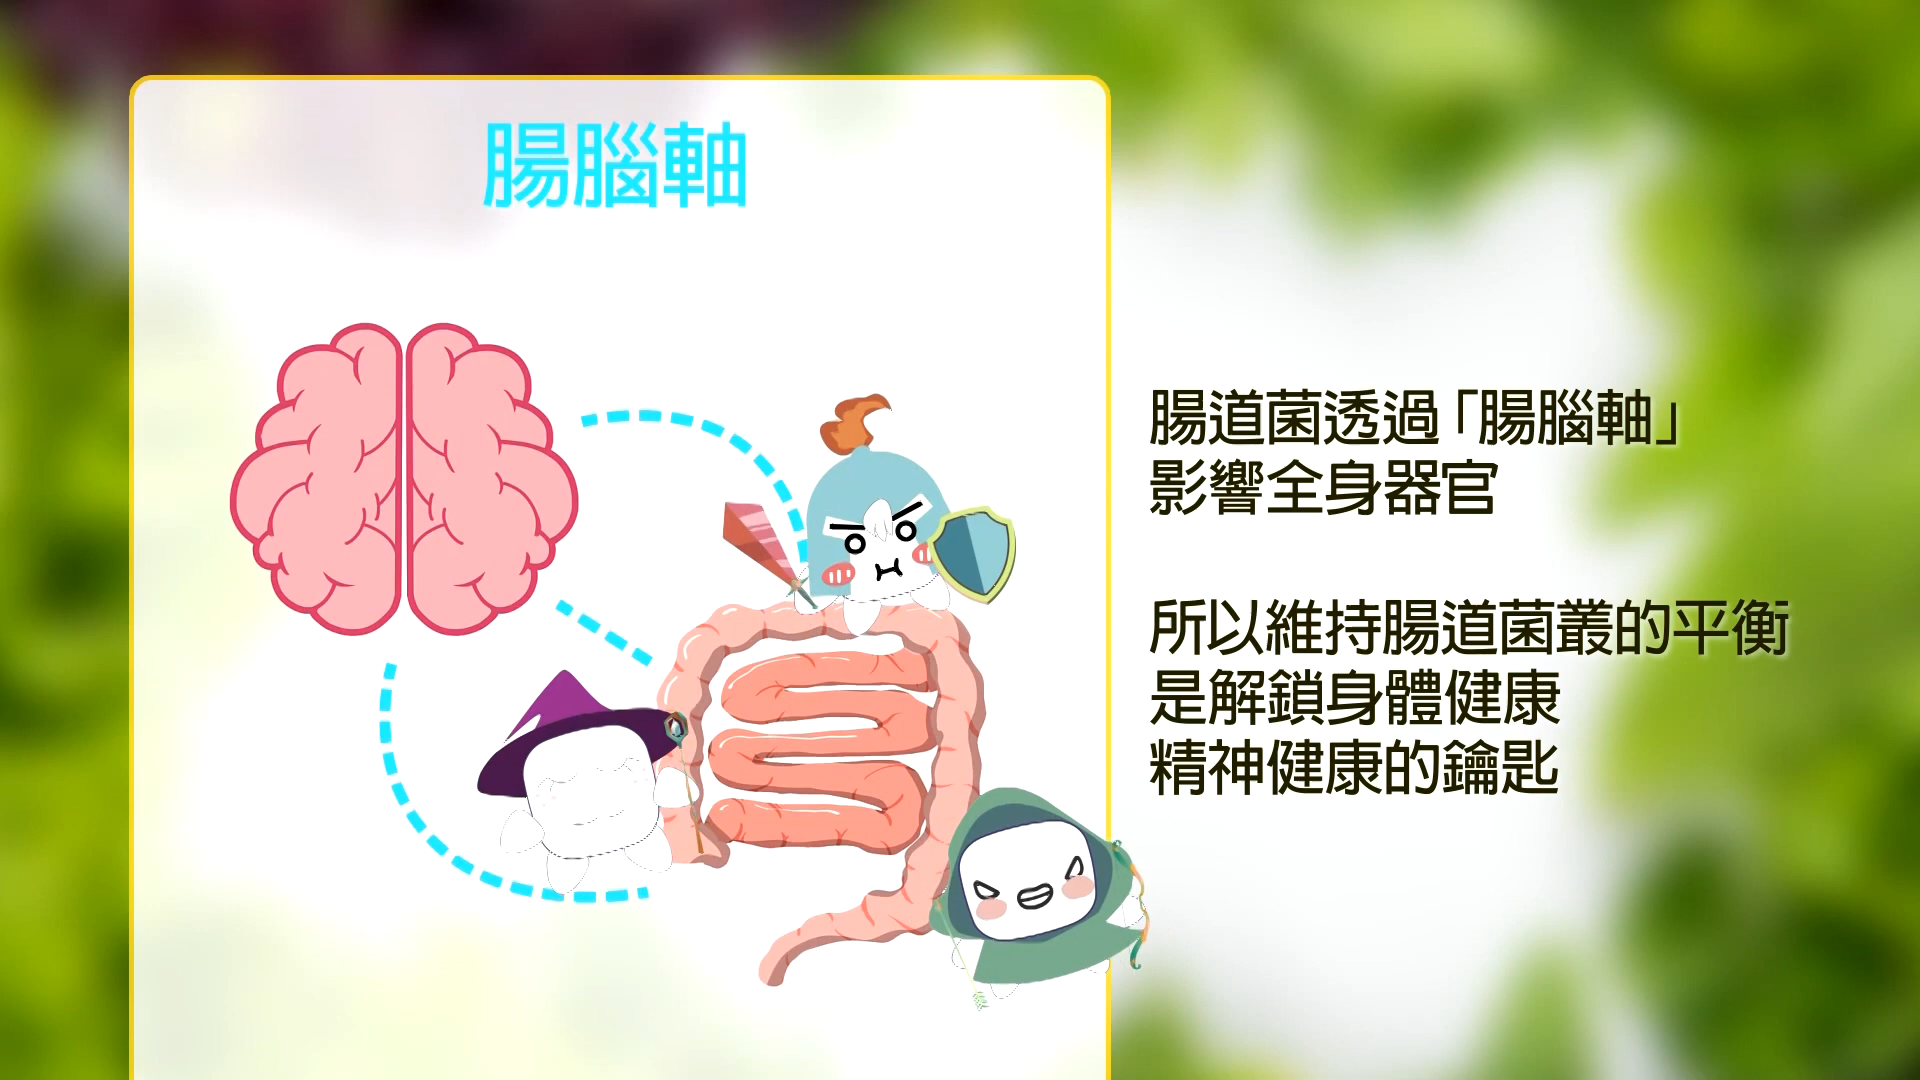 腸腦軸
腸道菌透過「腸腦軸」
影響全身器官
所以維持腸道菌叢的平衡
是解鎖身體健康
精神健康的鑰匙